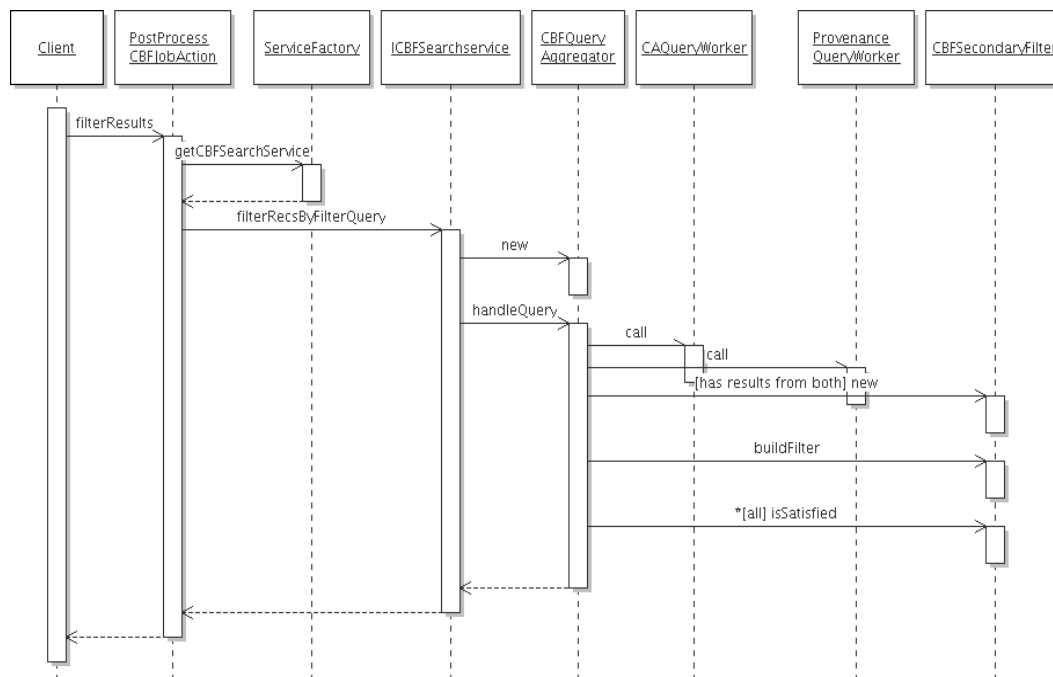 Client
PostProcess
CBFJobAction
ServiceFactory
ICBFSearchservice
CBFQuery
Aggregator
CAQueryWorker
Provenance
QueryWorker
CBFSecondaryFilter
filterResults
getCBFSearchService
filterRecsByFilterQuery
new
handleQuery
call
call
[has results from both] new
buildFilter
*[all] isSatisfied